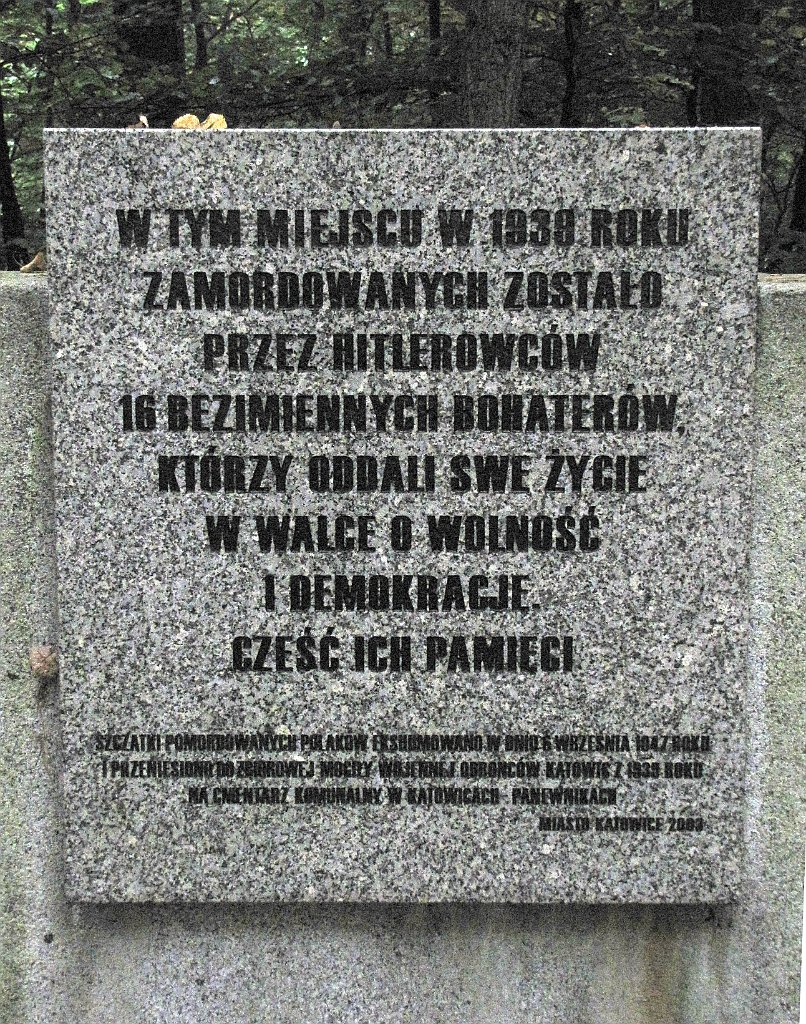 W TYM MIEJSCU W 1939 ROKU
ZAMORDOWANYCH ZOSTAŁO
PRZEZ HITLEROWCÓW
16 BEZIMIENNYCH BOHATERÓW,
KTÓRZY ODDALI SWE ŻYCIE
W WALCE O WOLNOŚĆ
I DEMOKRACJĘ.
CZEŚĆ ICH PAMIĘCI
SZCZĄTKI POMORDOWANYCH POLAKÓW EKSHUMOWANO W DNIU 6 WRZEŚNIA 1947 ROKU
I PRZENIESIONO DO ZBIOROWEJ MOGIŁY WOJENNEJ OBROŃCÓW KATOWIC Z 1939 ROKU
NA CMENTARZ KOMUNALNY W KATOWICACH PANEWNIKACH
MIASTO KATOWICE 2003